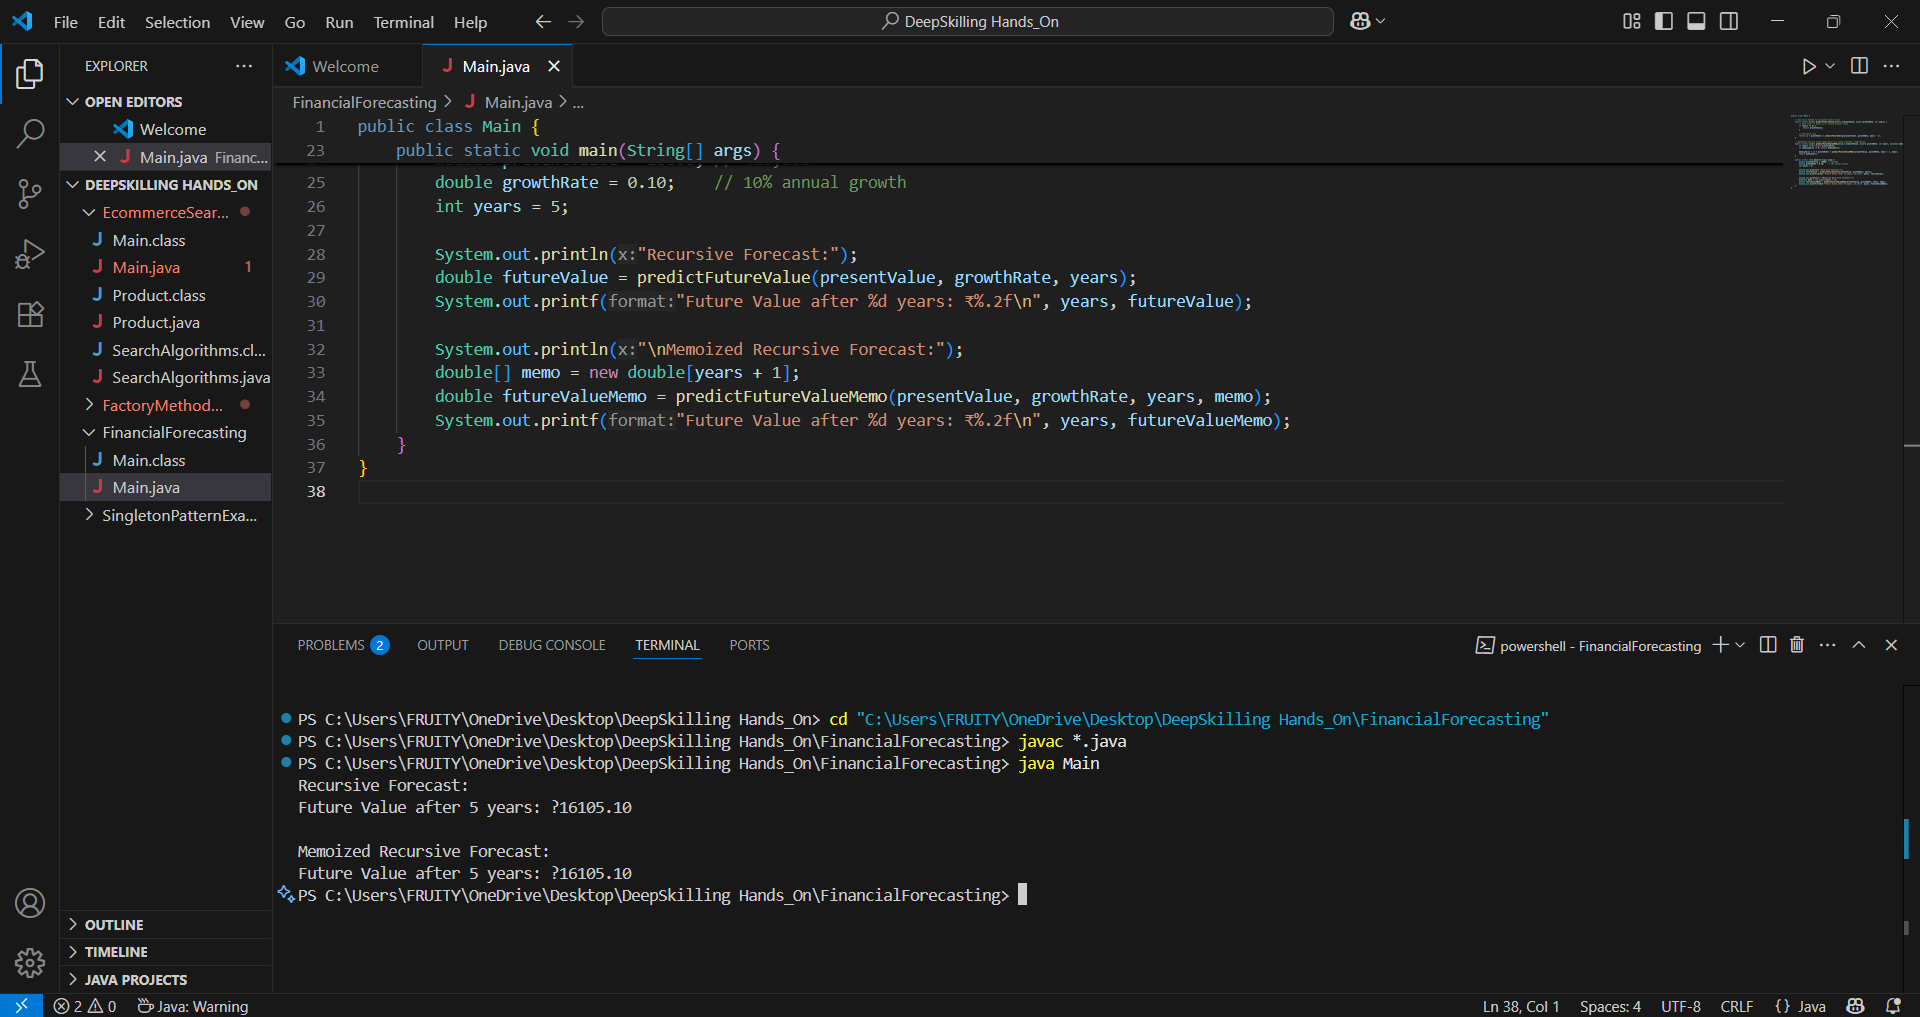 File Edit Selection View Go Run Terminal Help
DeepSkilling Hands_On
EXPLORER
OPEN EDITORS
Welcome
Main.java Financ...
DEEPSKILLING HANDS_ON
EcommerceSear...
Main.class
Main.java 1
Product.class
Product.java
SearchAlgorithms.cl...
SearchAlgorithms.java
FactoryMethod...
FinancialForecasting
Main.class
Main.java
SingletonPatternExa...
OUTLINE
TIMELINE
JAVA PROJECTS
Welcome
Main.java
FinancialForecasting > Main.java > ...
1 public class Main {
23 public static void main(String[] args) {
25 double growthRate = 0.10; // 10% annual growth
26 int years = 5;
27
28 System.out.println(x:"Recursive Forecast:");
29 double futureValue = predictFutureValue(presentValue, growthRate, years);
30 System.out.printf(format:"Future Value after %d years: ₹%.2f\n", years, futureValue);
31
32 System.out.println(x:"\nMemoized Recursive Forecast:");
33 double[] memo = new double[years + 1];
34 double futureValueMemo = predictFutureValueMemo(presentValue, growthRate, years, memo);
35 System.out.printf(format:"Future Value after %d years: ₹%.2f\n", years, futureValueMemo);
36 }
37 }
38
PROBLEMS 2 OUTPUT DEBUG CONSOLE TERMINAL PORTS
powershell - FinancialForecasting
PS C:\Users\FRUITY\OneDrive\Desktop\DeepSkilling Hands_On> cd "C:\Users\FRUITY\OneDrive\Desktop\DeepSkilling Hands_On\FinancialForecasting"
PS C:\Users\FRUITY\OneDrive\Desktop\DeepSkilling Hands_On\FinancialForecasting> javac *.java
PS C:\Users\FRUITY\OneDrive\Desktop\DeepSkilling Hands_On\FinancialForecasting> java Main
Recursive Forecast:
Future Value after 5 years: ?16105.10
Memoized Recursive Forecast:
Future Value after 5 years: ?16105.10
PS C:\Users\FRUITY\OneDrive\Desktop\DeepSkilling Hands_On\FinancialForecasting>
2 0 Java: Warning
Ln 38, Col 1 Spaces: 4 UTF-8 CRLF {} Java